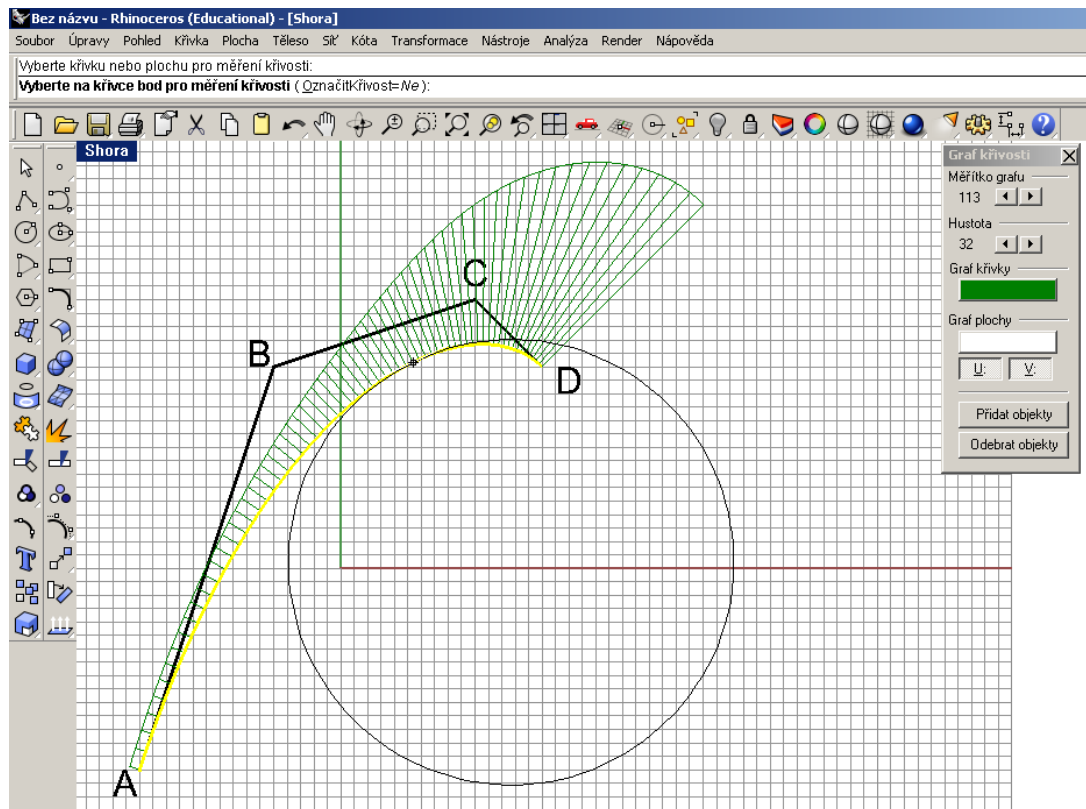 Bez názvu - Rhinoceros (Educational) - [Shora]
Soubor Úpravy Pohled Křivka Plocha Těleso Síť Kóta Transformace Nástroje Analýza Render Nápověda
Vyberte křivku nebo plochu pro měření křivosti:
Vyberte na křivce bod pro měření křivosti ( OznačitKřivost=Ne):
Shora
Graf křivosti
Měřítko grafu
113
Hustota
32
Graf křivky
Graf plochy
U: V:
Přidat objekty
Odebrat objekty
C
B
D
A